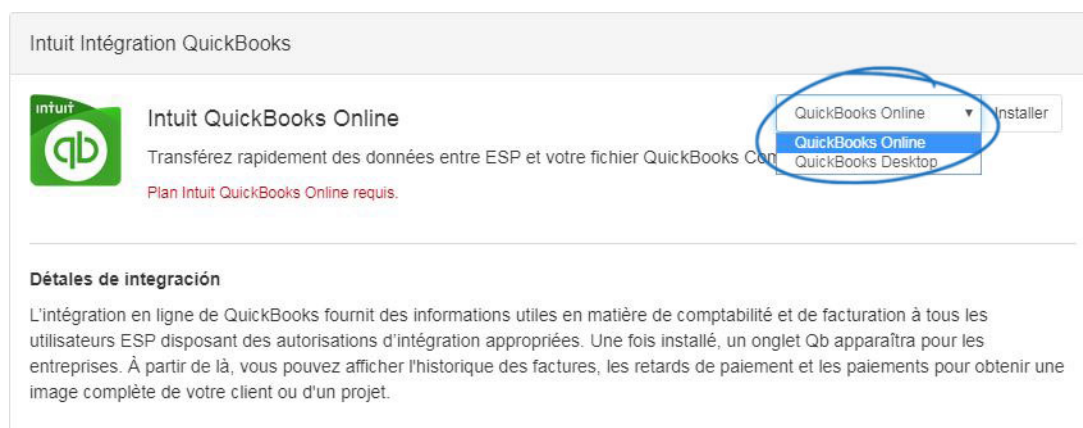 Intuit Intégration QuickBooks
intuit
qb
Intuit QuickBooks Online
QuickBooks Online
Installer
QuickBooks Online
QuickBooks Desktop
Transférez rapidement des données entre ESP et votre fichier QuickBooks
Plan Intuit QuickBooks Online requis.
Détales de integración
L'intégration en ligne de QuickBooks fournit des informations utiles en matière de comptabilité et de facturation à tous les
utilisateurs ESP disposant des autorisations d'intégration appropriées. Une fois installé, un onglet Qb apparaîtra pour les
entreprises. À partir de là, vous pouvez afficher l'historique des factures, les retards de paiement et les paiements pour obtenir une
image complète de votre client ou d'un projet.